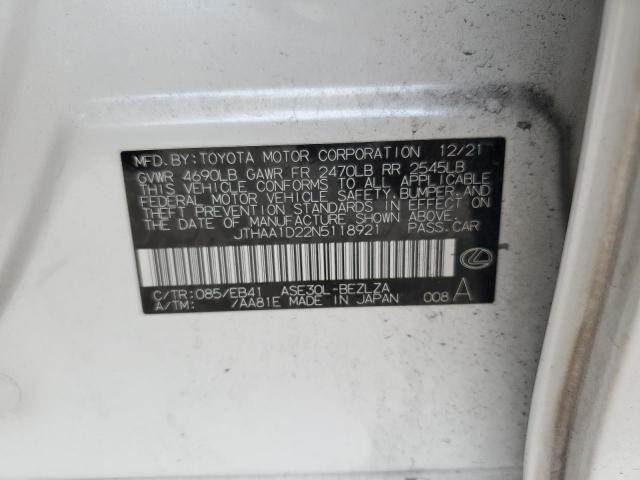 MFD.BY:TOYOTA MOTOR CORPORATION 12/21
GVWR 4690LB GAWR FR 2470LB RR 2545LB
THIS VEHICLE CONFORMS TO ALL APPLICABLE
FEDERAL MOTOR VEHICLE SAFETY,BUMPER,AND
THEFT PREVENTION STANDARDS IN EFFECT ON
THE DATE OF MANUFACTURE SHOWN ABOVE.
JTHAA1D22N51T8921 PASS.CAR
C/TR:085/EB41 ASE30L-BEZLZA
A/TM: /AA81E MADE IN JAPAN 008 A